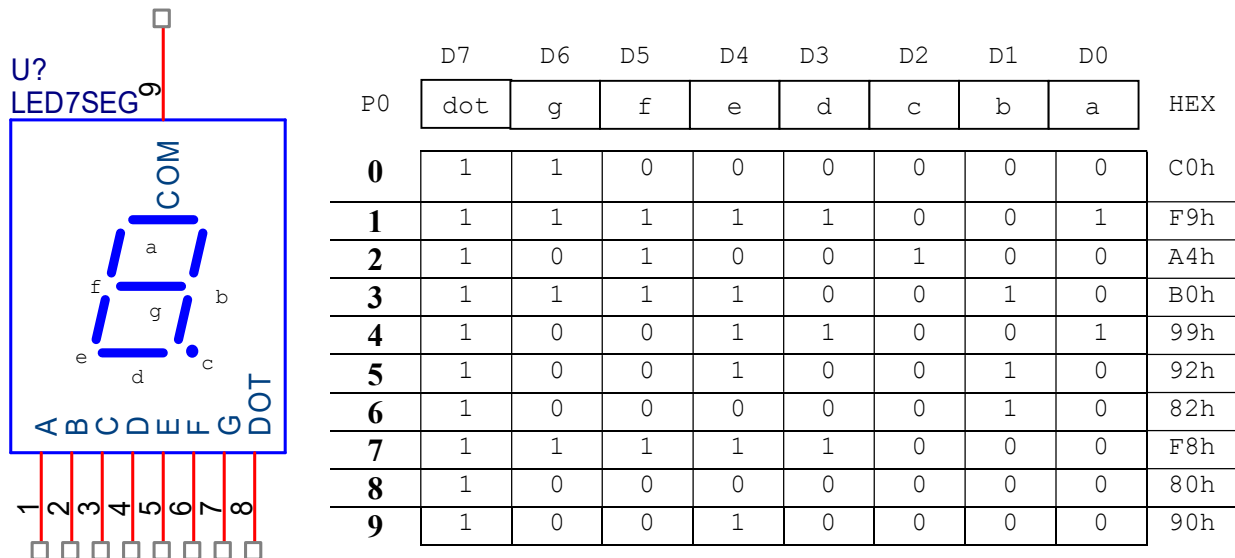 U?
LED7SEG
9
COM
a
f
b
g
e
c
d
A B C D E F G DOT
1 2 3 4 5 6 7 8
D7 D6 D5 D4 D3 D2 D1 D0
P0 dot g f e d c b a HEX
0 1 1 0 0 0 0 0 0 C0h
1 1 1 1 1 1 0 0 1 F9h
2 1 0 1 0 0 1 0 0 A4h
3 1 1 1 1 0 0 1 0 B0h
4 1 0 0 1 1 0 0 1 99h
5 1 0 0 1 0 0 1 0 92h
6 1 0 0 0 0 0 1 0 82h
7 1 1 1 1 1 0 0 0 F8h
8 1 0 0 0 0 0 0 0 80h
9 1 0 0 1 0 0 0 0 90h